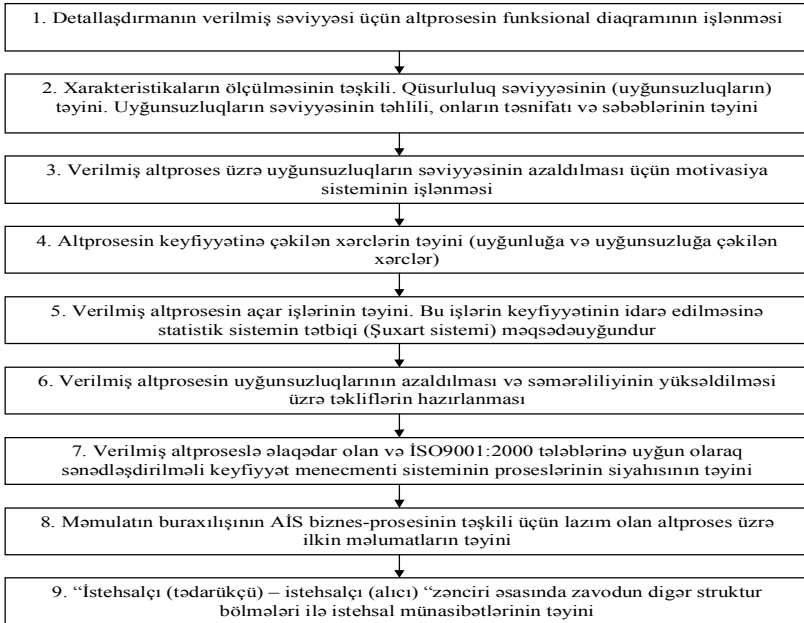 1. Detallaşdırmanın verilmiş səviyyəsi üçün altprosesin funksional diaqramının işlənməsi
2. Xarakteristikaların ölçülməsinin təşkili. Qüsurluluq səviyyəsinin (uyğunsuzluqların)
təyini. Uyğunsuzluqların səviyyəsinin təhlili, onların təsnifatı və səbəblərinin təyini
3. Verilmiş altproses üzrə uyğunsuzluqların səviyyəsinin azaldılması üçün motivasiya
sisteminin işlənməsi
4. Altprosesin keyfiyyətinə çəkilən xərclərin təyini (uyğunluğa və uyğunsuzluğa çəkilən
xərclər)
5. Verilmiş altprosesin açar işlərinin təyini. Bu işlərin keyfiyyətinin idarə edilməsinə
statistik sistemin tətbiqi (Şuxart sistemi) məqsədəuyğundur
6. Verilmiş altprosesin uyğunsuzluqlarının azaldılması və səmərəliliyinin yüksəldilməsi
üzrə təkliflərin hazırlanması
7. Verilmiş altproseslə əlaqədar olan və İSO9001:2000 tələblərinə uyğun olaraq
sənədləşdirilməli keyfiyyət menecmenti sisteminin proseslərinin siyahısının təyini
8. Məmulatın buraxılışının AİS biznes-prosesinin təşkili üçün lazım olan altproses üzrə
ilkin məlumatların təyini
9. “İstehsalçı (tədarükçü) – istehsalçı (alıcı) “zənciri əsasında zavodun digər struktur
bölmələri ilə istehsal münasibətlərinin təyini